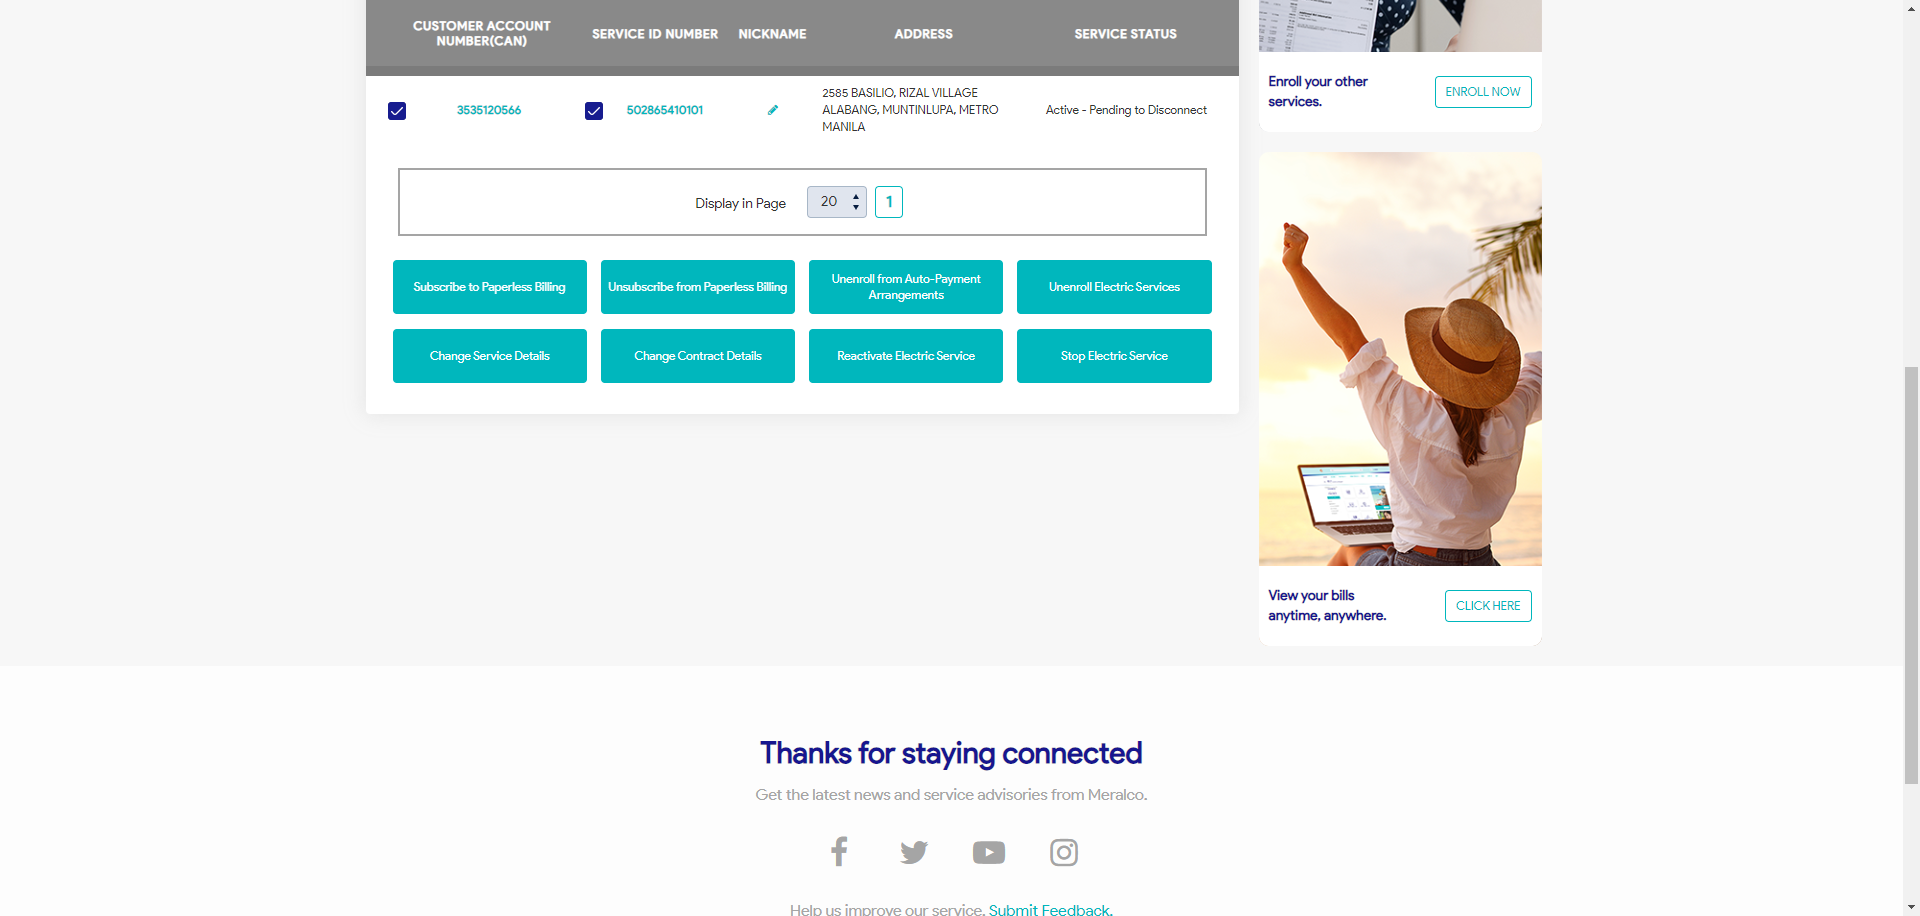 CUSTOMER ACCOUNT
NUMBER(CAN)
SERVICE ID NUMBER
NICKNAME
ADDRESS
SERVICE STATUS
3535120566
502865410101
2585 BASILIO, RIZAL VILLAGE
ALABANG, MUNTINLUPA, METRO
MANILA
Active - Pending to Disconnect
Display in Page
20
1
Subscribe to Paperless Billing
Unsubscribe from Paperless Billing
Unenroll from Auto-Payment
Arrangements
Unenroll Electric Services
Change Service Details
Change Contract Details
Reactivate Electric Service
Stop Electric Service
Enroll your other
services.
ENROLL NOW
View your bills
anytime, anywhere.
CLICK HERE
Thanks for staying connected
Get the latest news and service advisories from Meralco.
Help us improve our service. Submit Feedback.